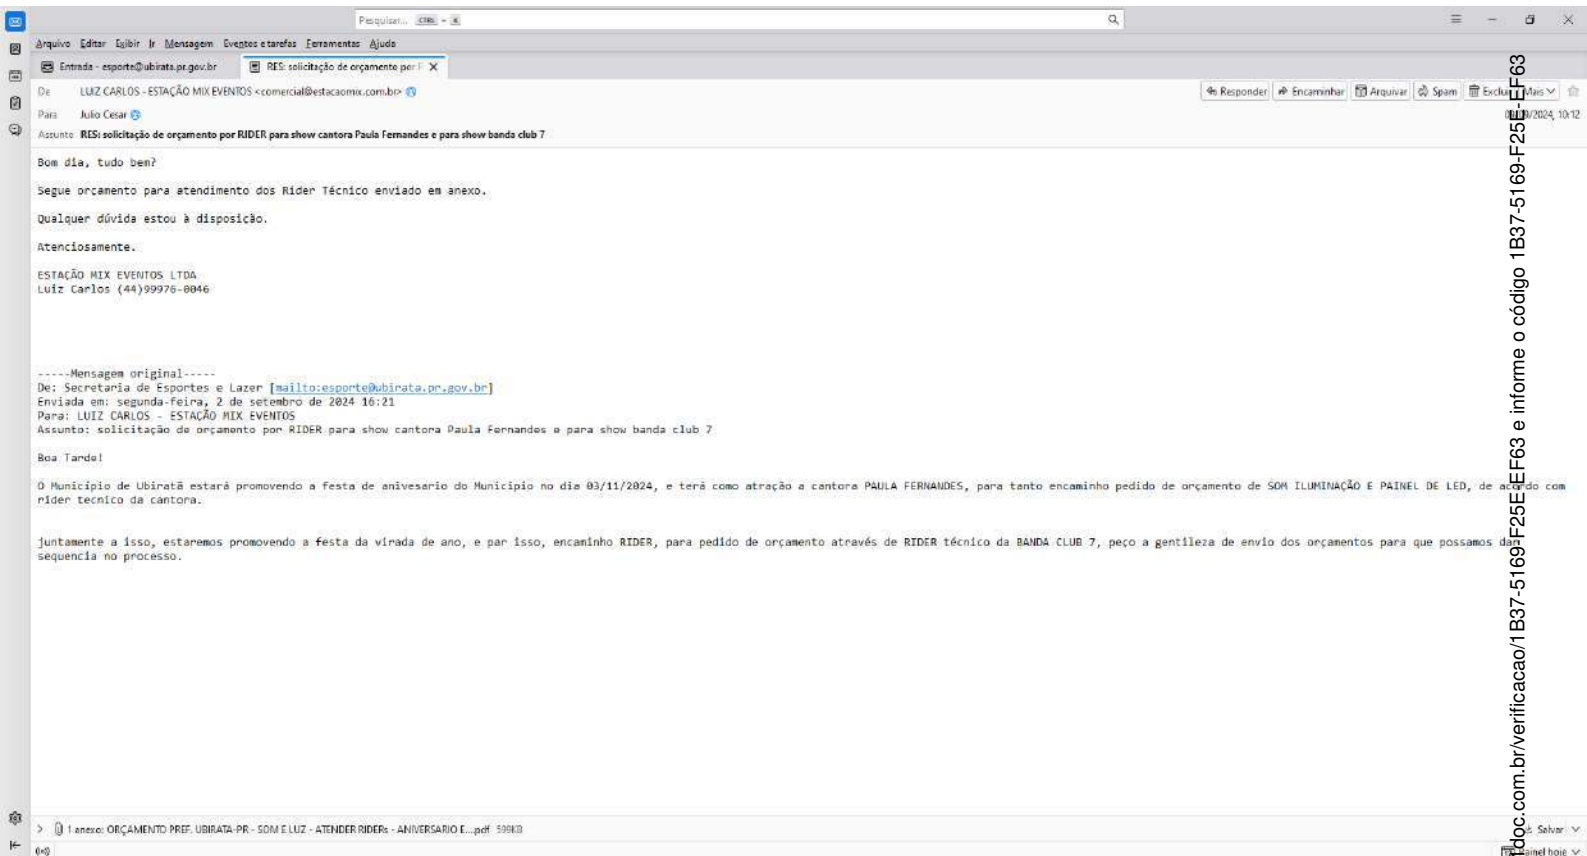 Pesquisar... CTRL + K
Arquivo Editar Exibir Ir Mensagem Eventos e tarefas Ferramentas Ajuda
Entrada - esporte@ubirata.pr.gov.br
RES: solicitação de orçamento por
De LUIZ CARLOS - ESTAÇÃO MIX EVENTOS <comercial@estacaomix.com.br>
Responder Encaminhar Arquivar Spam Mais
Para Julio Cesar
/2024, 10:12
Assunto RES: solicitação de orçamento por RIDER para show cantora Paula Fernandes e para show banda club 7
Bom dia, tudo bem?
Segue orçamento para atendimento dos Rider Técnico enviado em anexo.
Qualquer dúvida estou à disposição.
Atenciosamente.
ESTAÇÃO MIX EVENTOS LTDA
Luiz Carlos (44)99976-0046
-----Mensagem original-----
De: Secretaria de Esportes e Lazer [mailto:esporte@ubirata.pr.gov.br]
Enviada em: segunda-feira, 2 de setembro de 2024 16:21
Para: LUIZ CARLOS - ESTAÇÃO MIX EVENTOS
Assunto: solicitação de orçamento por RIDER para show cantora Paula Fernandes e para show banda club 7
Boa Tarde!
O Município de Ubiratã estará promovendo a festa de anivesario do Municipio no dia 03/11/2024, e terá como atração a cantora PAULA FERNANDES, para tanto encaminho pedido de orçamento de SOM ILUMINAÇÃO E PAINEL DE LED, de acordo com
rider tecnico da cantora.
juntamente a isso, estaremos promovendo a festa da virada de ano, e par isso, encaminho RIDER, para pedido de orçamento através de RIDER técnico da BANDA CLUB 7, peço a gentileza de envio dos orçamentos para que possamos
sequencia no processo.
1 anexo: ORÇAMENTO PREF. UBIRATA-PR - SOM E LUZ - ATENDER RIDERs - ANIVERSARIO E....pdf 599KB
Salvar
Painel hoje
doc.com.br/verificacao/1B37-5169-F25E-EF63 e informe o código 1B37-5169-F25E-EF63